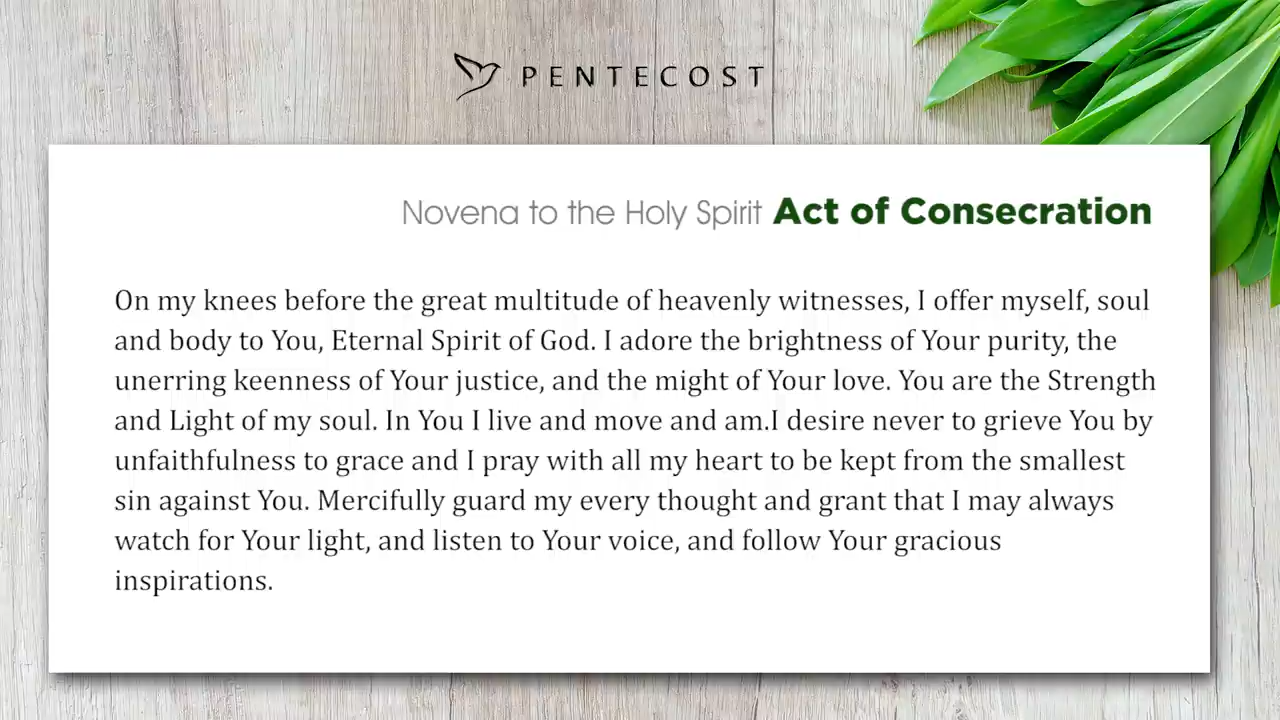 PENTECOST
Novena to the Holy Spirit Act of Consecration
On my knees before the great multitude of heavenly witnesses, I offer myself, soul
and body to You, Eternal Spirit of God. I adore the brightness of Your purity, the
unerring keenness of Your justice, and the might of Your love. You are the Strength
and Light of my soul. In You I live and move and am.I desire never to grieve You by
unfaithfulness to grace and I pray with all my heart to be kept from the smallest
sin against You. Mercifully guard my every thought and grant that I may always
watch for Your light, and listen to Your voice, and follow Your gracious
inspirations.